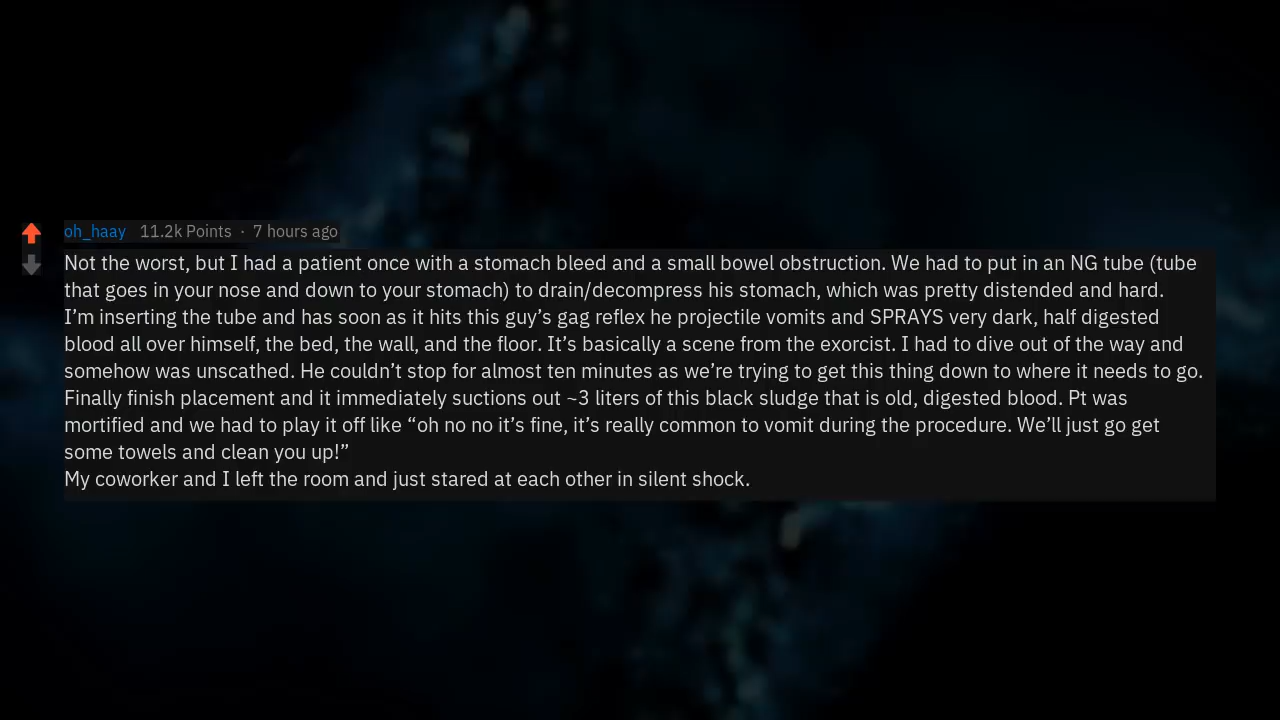 oh_haay 11.2k Points · 7 hours ago
Not the worst, but I had a patient once with a stomach bleed and a small bowel obstruction. We had to put in an NG tube (tube
that goes in your nose and down to your stomach) to drain/decompress his stomach, which was pretty distended and hard.
I’m inserting the tube and has soon as it hits this guy’s gag reflex he projectile vomits and SPRAYS very dark, half digested
blood all over himself, the bed, the wall, and the floor. It’s basically a scene from the exorcist. I had to dive out of the way and
somehow was unscathed. He couldn’t stop for almost ten minutes as we’re trying to get this thing down to where it needs to go.
Finally finish placement and it immediately suctions out ~3 liters of this black sludge that is old, digested blood. Pt was
mortified and we had to play it off like “oh no no it’s fine, it’s really common to vomit during the procedure. We’ll just go get
some towels and clean you up!”
My coworker and I left the room and just stared at each other in silent shock.